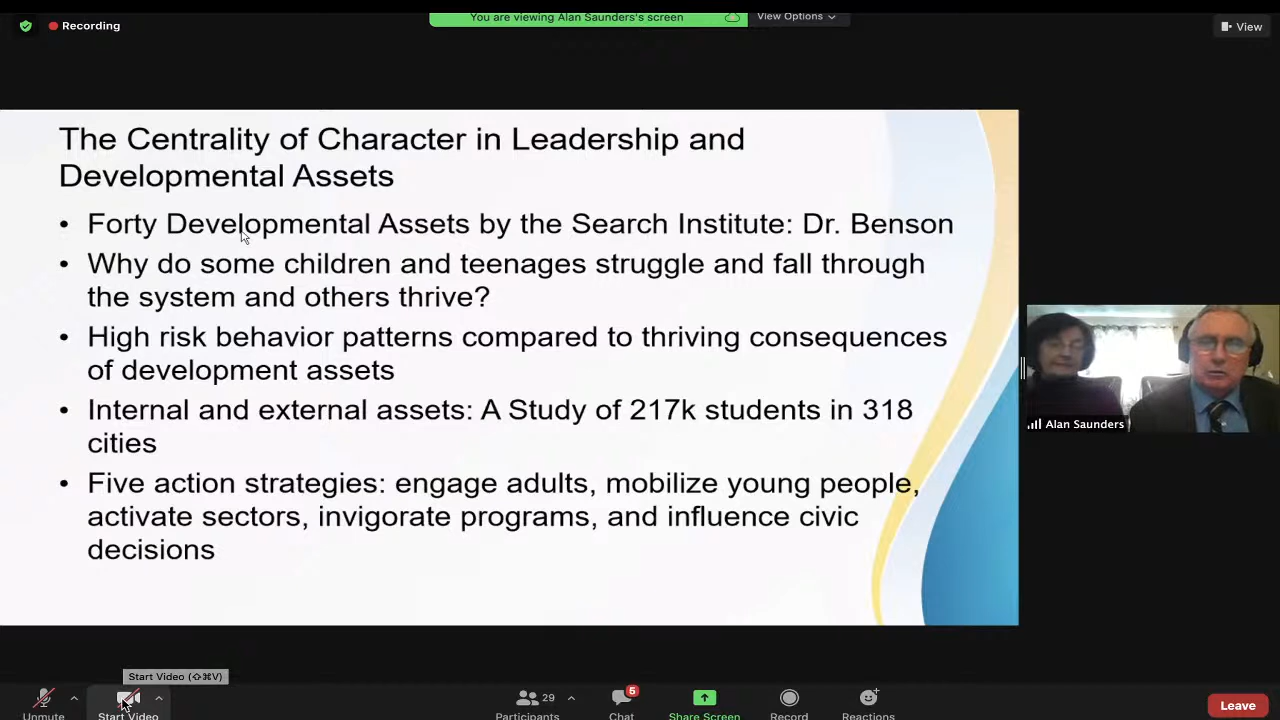 You are viewing Alan Saunders's screen
View Options
Recording
View
The Centrality of Character in Leadership and
Developmental Assets
• Forty Developmental Assets by the Search Institute: Dr. Benson
• Why do some children and teenages struggle and fall through
the system and others thrive?
• High risk behavior patterns compared to thriving consequences
of development assets
• Internal and external assets: A Study of 217k students in 318
cities
• Five action strategies: engage adults, mobilize young people,
activate sectors, invigorate programs, and influence civic
decisions
Alan Saunders
Start Video (⇧⌘V)
Unmute
Start Video
29
Participants
5
Chat
Share Screen
Record
Reactions
Leave